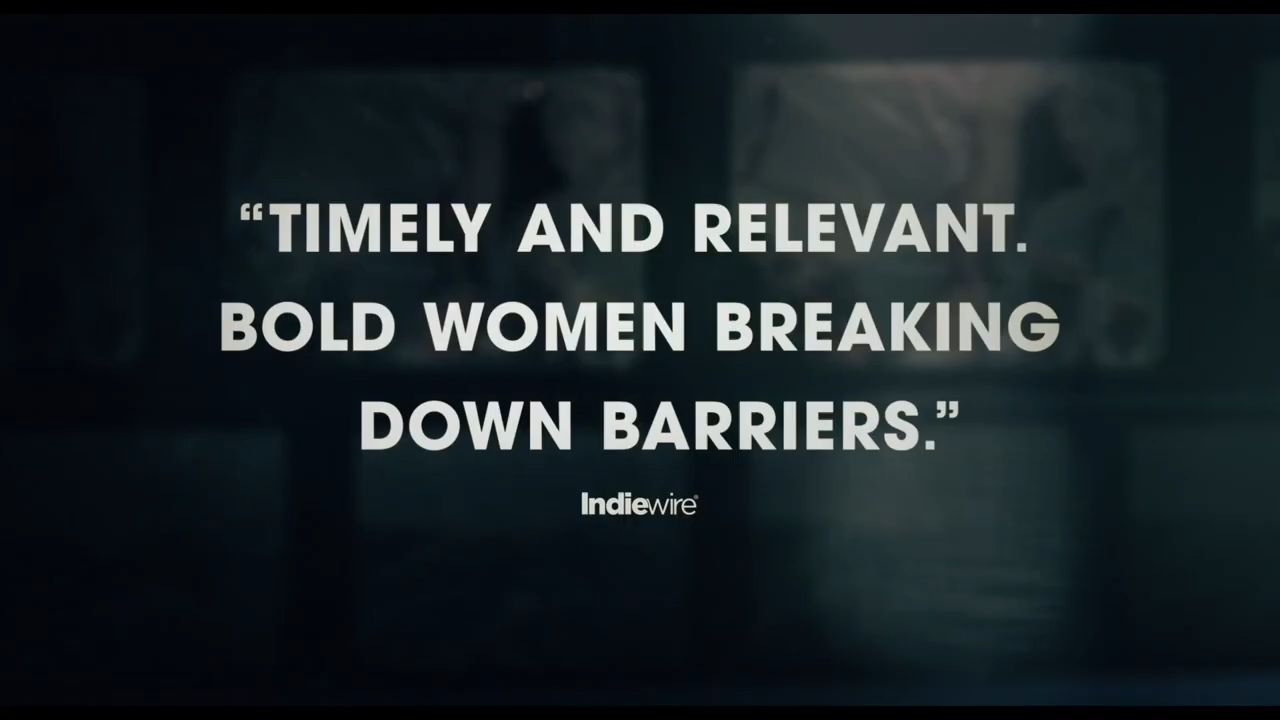 “TIMELY AND RELEVANT.
BOLD WOMEN BREAKING
DOWN BARRIERS.”
Indiewire